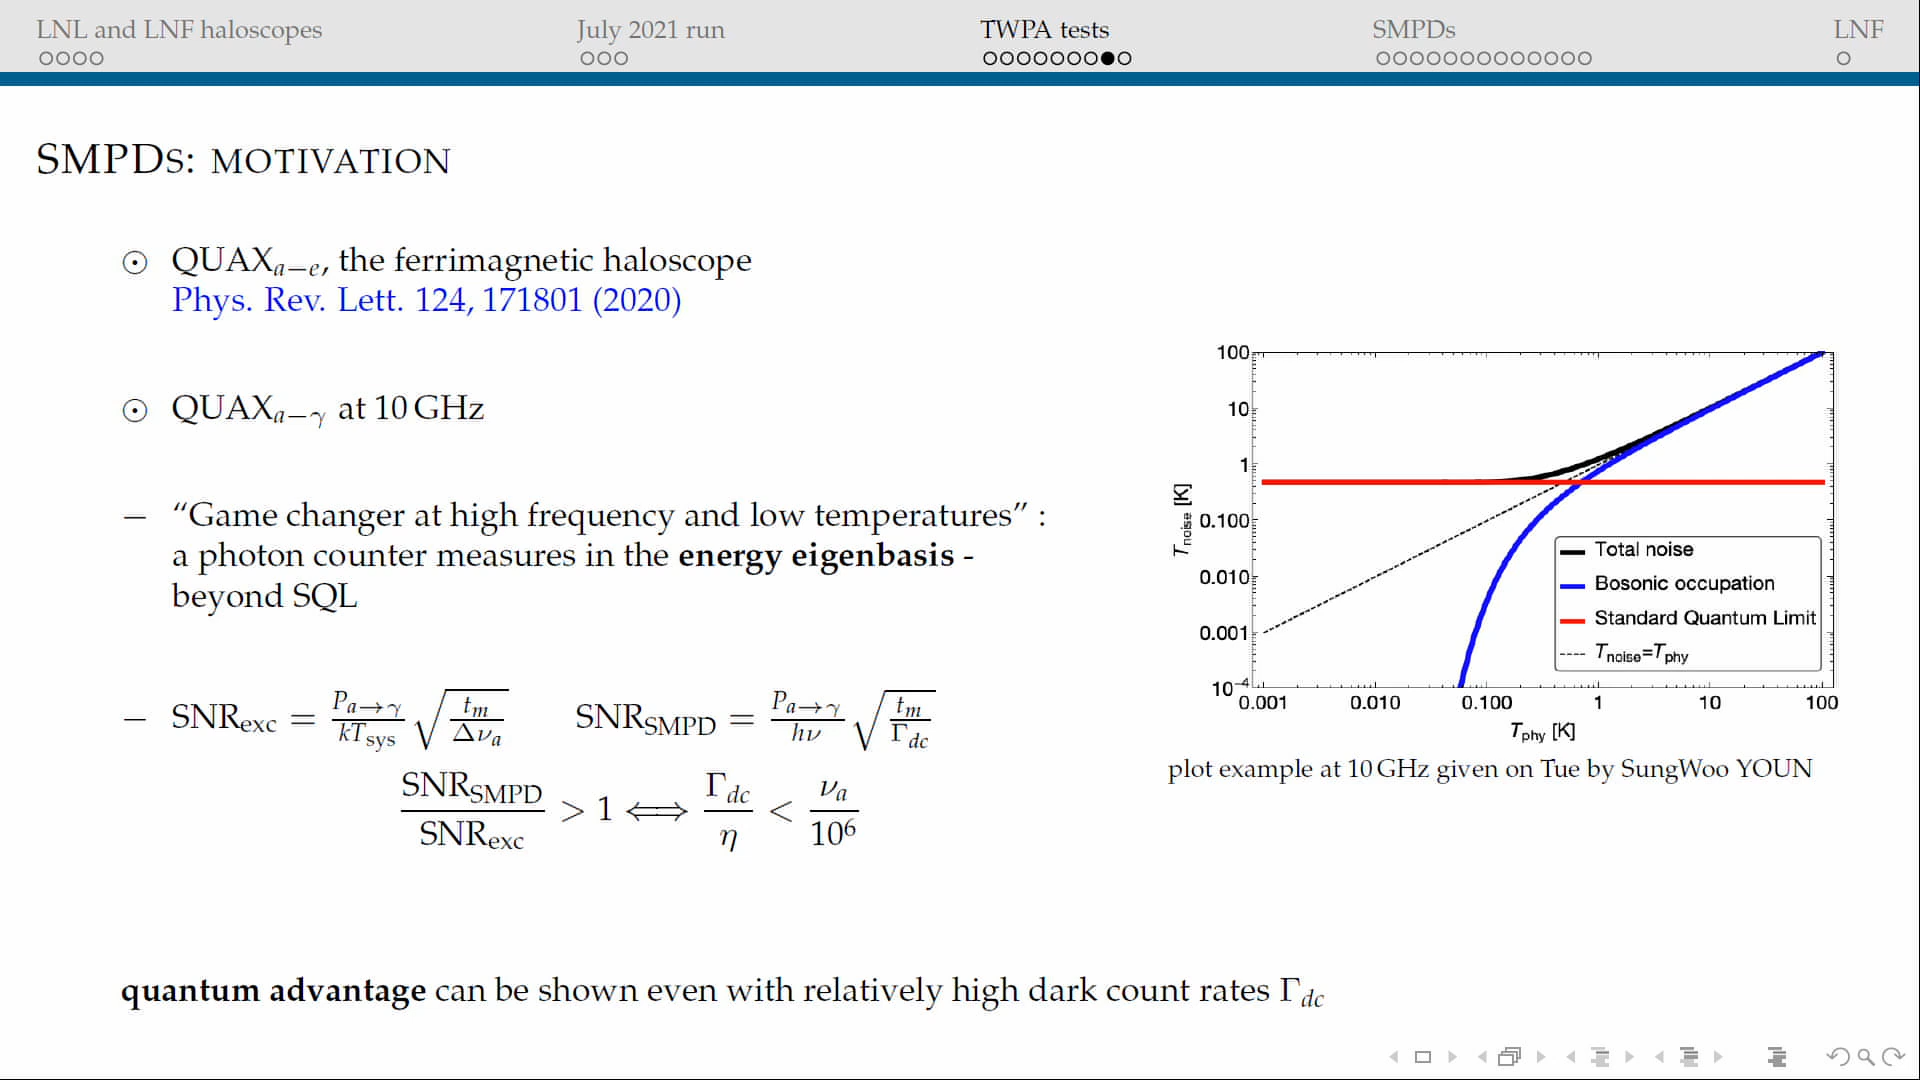 LNL and LNF haloscopes
July 2021 run
TWPA tests
SMPDs
LNF
SMPDs: MOTIVATION
QUAXa−e, the ferrimagnetic haloscope
Phys. Rev. Lett. 124, 171801 (2020)
QUAXa−γ at 10 GHz
– “Game changer at high frequency and low temperatures” :
a photon counter measures in the energy eigenbasis -
beyond SQL
– SNRexc = Pa→γ/kTsys √(tm/Δνa) SNRSMPD = Pa→γ/hν √(tm/Γdc)
SNRSMPD/SNRexc > 1 ⟺ Γdc/η < νa/10⁶
quantum advantage can be shown even with relatively high dark count rates Γdc
100
10
1
0.100
0.010
0.001
10⁻⁴
Tnoise [K]
Total noise
Bosonic occupation
Standard Quantum Limit
Tnoise=Tphy
0.001 0.010 0.100 1 10 100
Tphy [K]
plot example at 10 GHz given on Tue by SungWoo YOUN